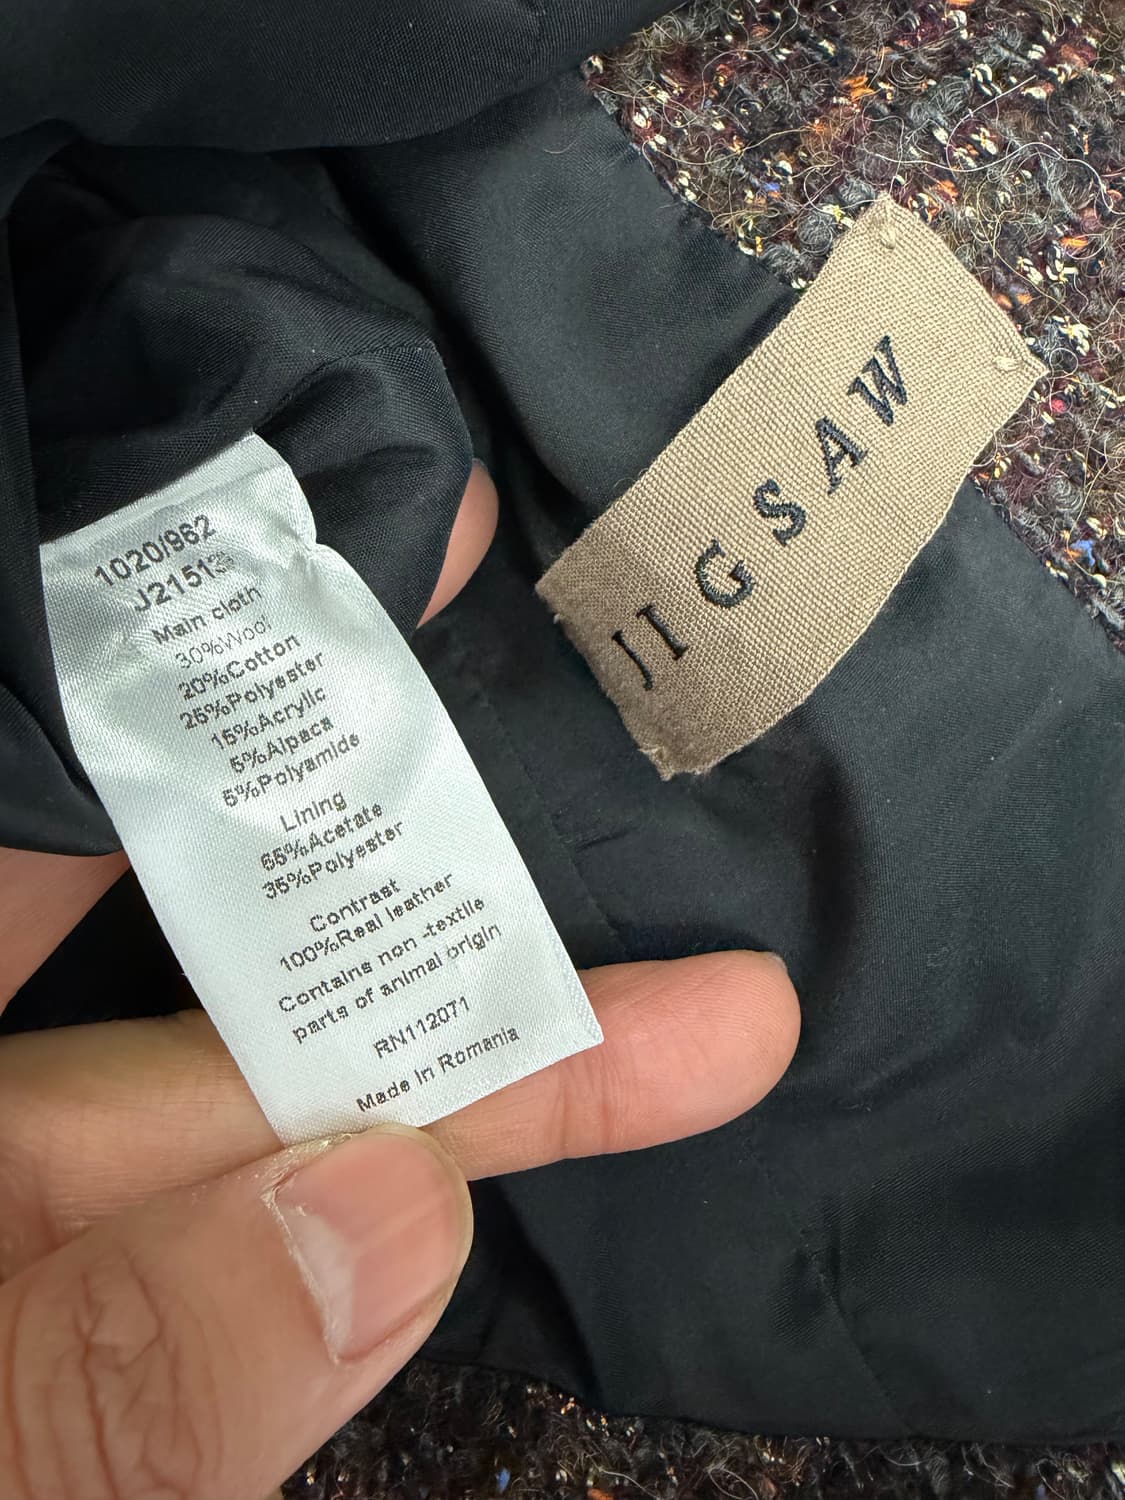 1020/962
J2151
Main cloth
30%Wool
20%Cotton
25%Polyester
15%Acrylic
5%Alpaca
5%Polyamide
Lining
65%Acetate
35%Polyester
Contrast
100%Real leather
Contains non -textile
parts of animal origin
RN112071
Made in Romania
JIGSAW